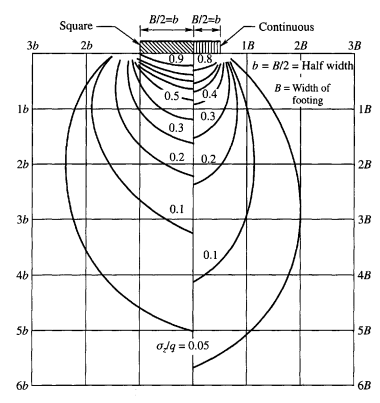 B/2=b B/2=b
Square Continuous
3b 2b 1B 2B 3B
0.9 0.8 b = B/2 = Half width
0.5 0.4 B = Width of
footing
1b 0.3 0.3 1B
2b 0.2 0.2 2B
3b 0.1 3B
4b 0.1 4B
5b 5B
σz/q = 0.05
6b 6B